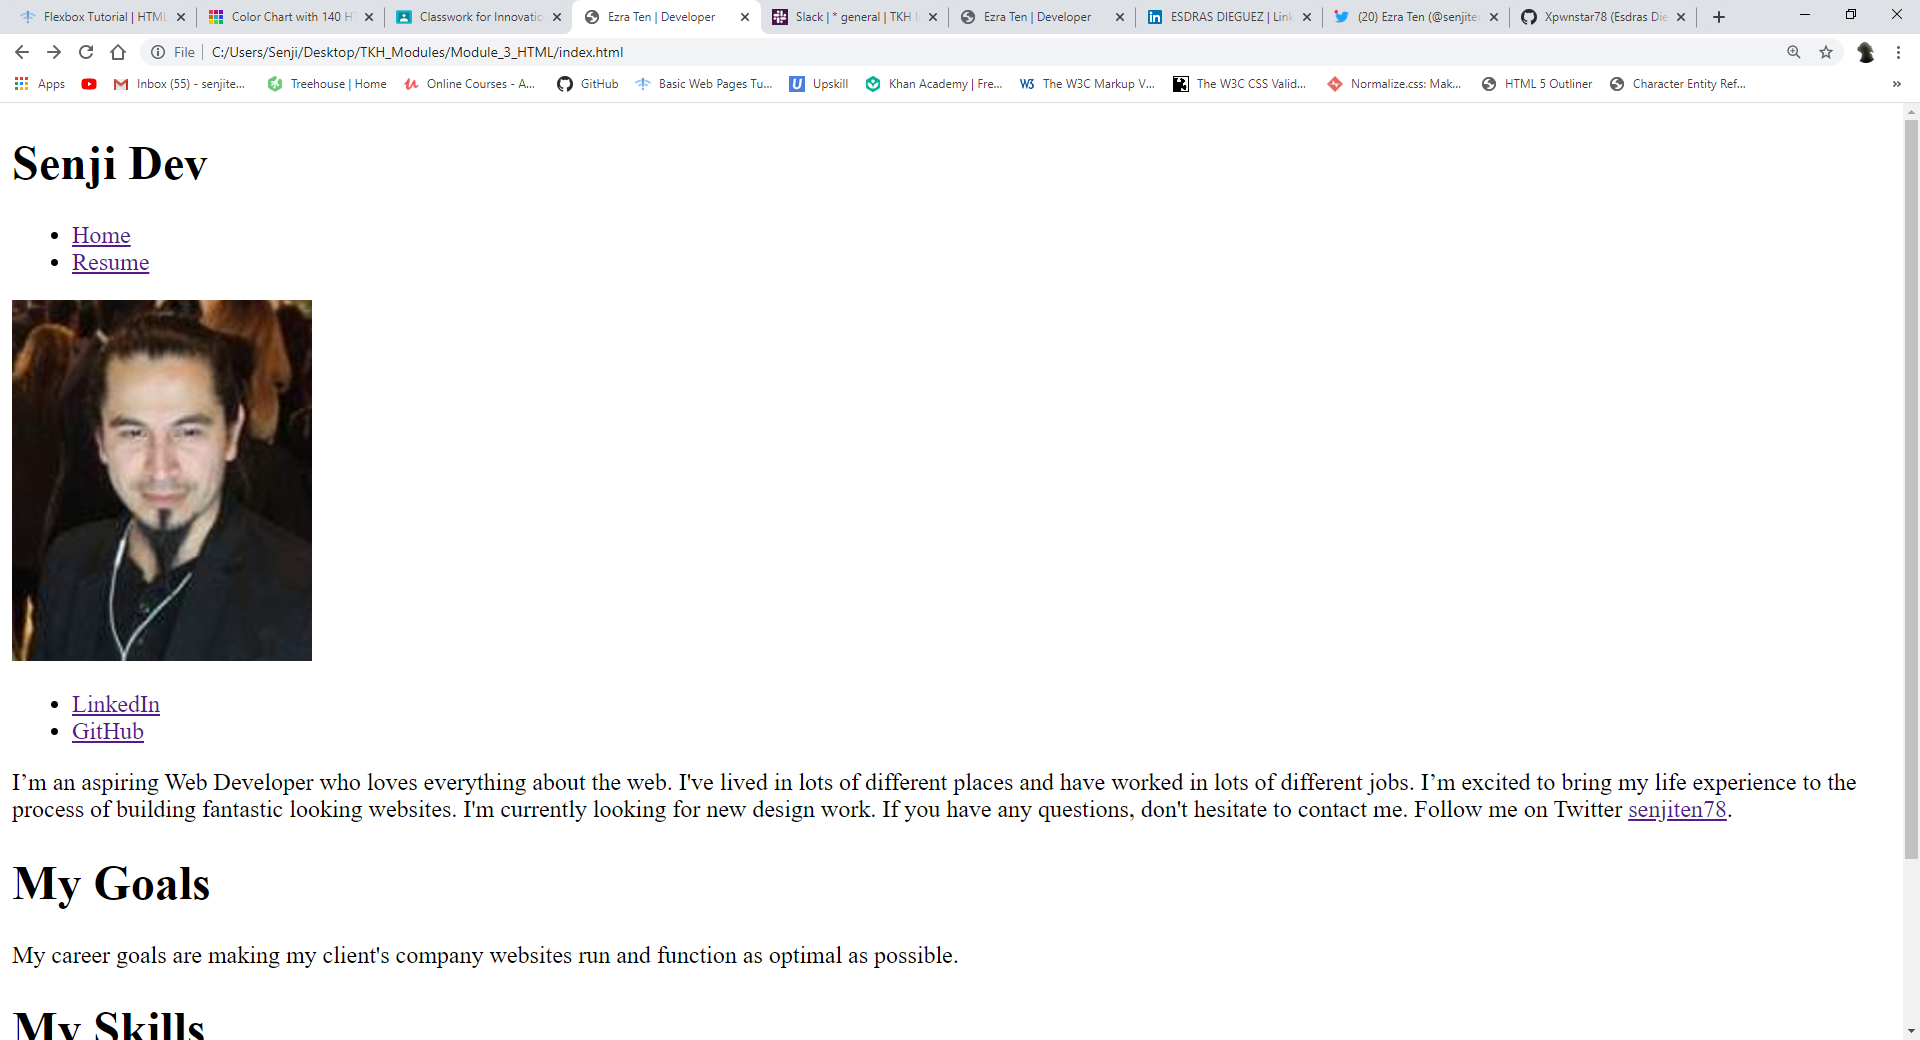 Flexbox Tutorial | HTML
Color Chart with 140 HT
Classwork for Innovatio
Ezra Ten | Developer
Slack | * general | TKH I
Ezra Ten | Developer
ESDRAS DIEGUEZ | Link
(20) Ezra Ten (@senjite
Xpwnstar78 (Esdras Die
File
C:/Users/Senji/Desktop/TKH_Modules/Module_3_HTML/index.html
Apps
Inbox (55) - senjite...
Treehouse | Home
Online Courses - A...
GitHub
Basic Web Pages Tu...
Upskill
Khan Academy | Fre...
The W3C Markup V...
The W3C CSS Valid...
Normalize.css: Mak...
HTML 5 Outliner
Character Entity Ref...
»
Senji Dev
• Home
• Resume
• LinkedIn
• GitHub
I’m an aspiring Web Developer who loves everything about the web. I've lived in lots of different places and have worked in lots of different jobs. I’m excited to bring my life experience to the
process of building fantastic looking websites. I'm currently looking for new design work. If you have any questions, don't hesitate to contact me. Follow me on Twitter senjiten78.
My Goals
My career goals are making my client's company websites run and function as optimal as possible.
My Skills